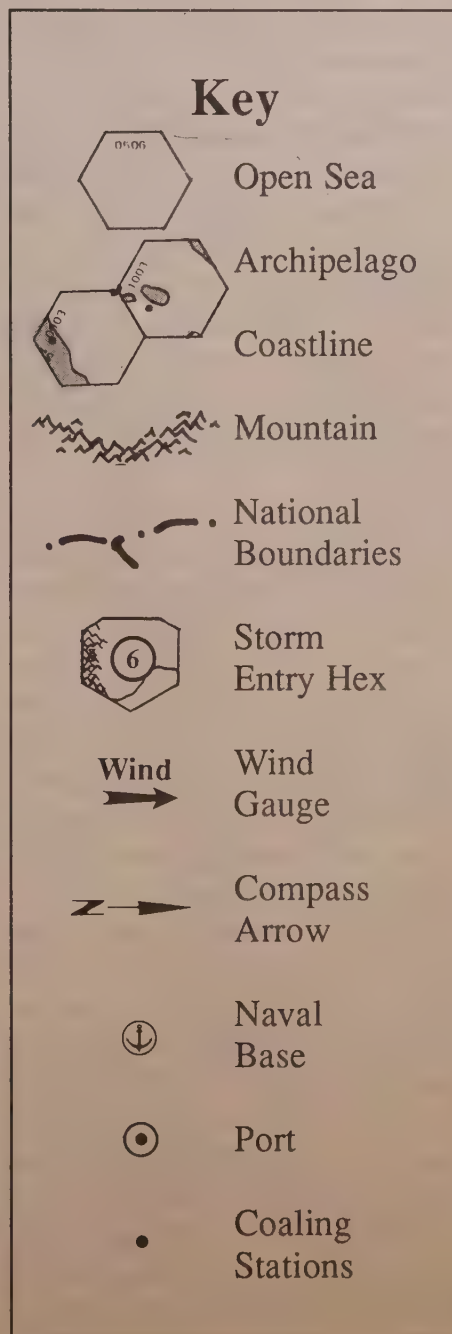 Key
0506
Open Sea
1003
Archipelago
Coastline
Mountain
National
Boundaries
6
Storm
Entry Hex
Wind
Wind
Gauge
N
Compass
Arrow
Naval
Base
Port
Coaling
Stations